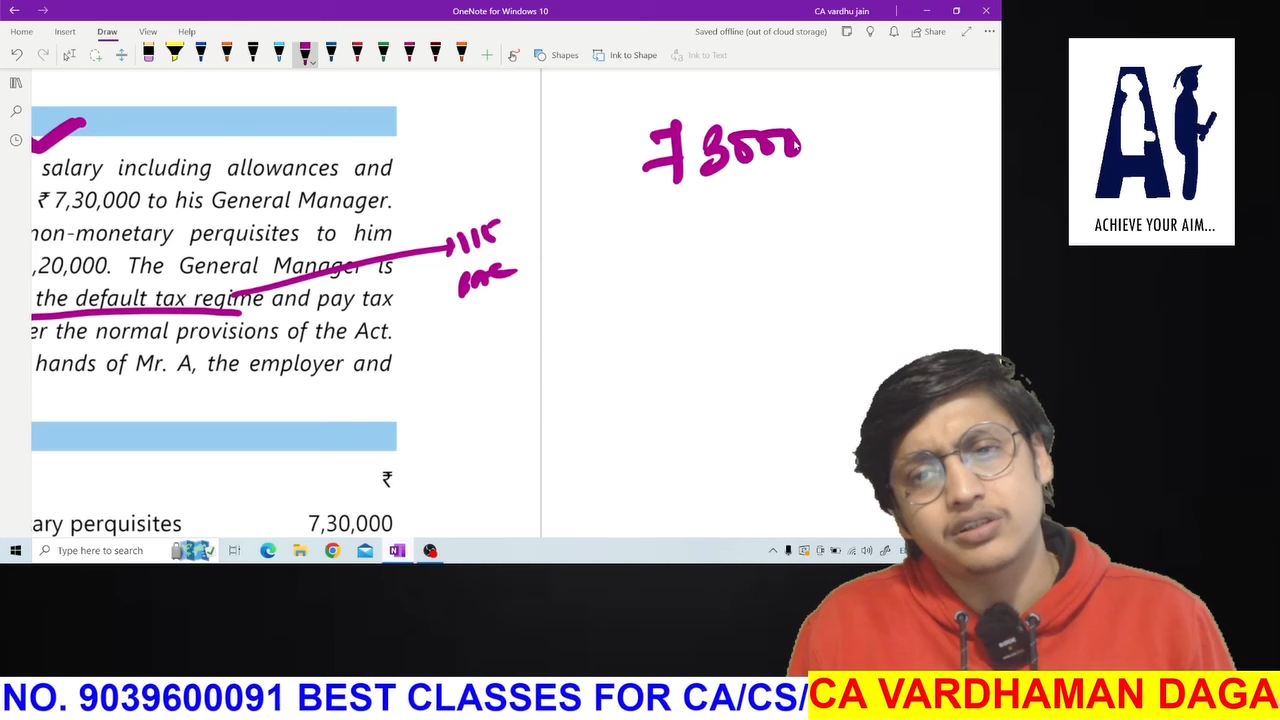 OneNote for Windows 10
CA vardhu jain
Home Insert Draw View Help
Saved offline (out of cloud storage)
Share
Shapes
Ink to Shape
Ink to Text
salary including allowances and
₹ 7,30,000 to his General Manager.
non-monetary perquisites to him
,20,000. The General Manager is
the default tax regime and pay tax
er the normal provisions of the Act.
hands of Mr. A, the employer and
115
BAC
73000
₹
ary perquisites 7,30,000
Type here to search
ACHIEVE YOUR AIM...
NO. 9039600091 BEST CLASSES FOR CA/CS/
CA VARDHAMAN DAGA